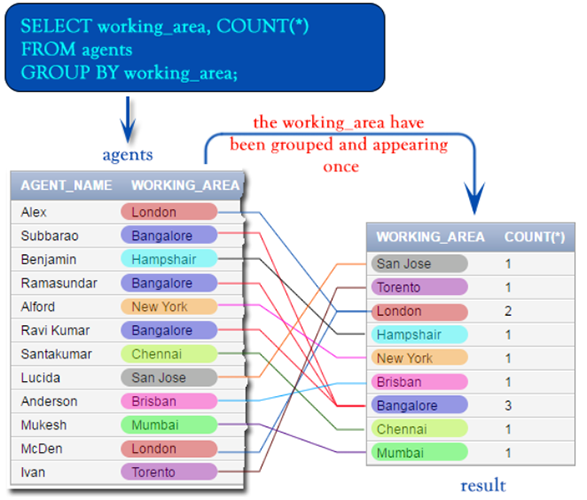 SELECT working_area, COUNT(*)
FROM agents
GROUP BY working_area;
the working_area have
been grouped and appearing
once
agents
AGENT_NAME WORKING_AREA
Alex London
Subbarao Bangalore
Benjamin Hampshair
Ramasundar Bangalore
Alford New York
Ravi Kumar Bangalore
Santakumar Chennai
Lucida San Jose
Anderson Brisban
Mukesh Mumbai
McDen London
Ivan Torento
WORKING_AREA COUNT(*)
San Jose 1
Torento 1
London 2
Hampshair 1
New York 1
Brisban 1
Bangalore 3
Chennai 1
Mumbai 1
result